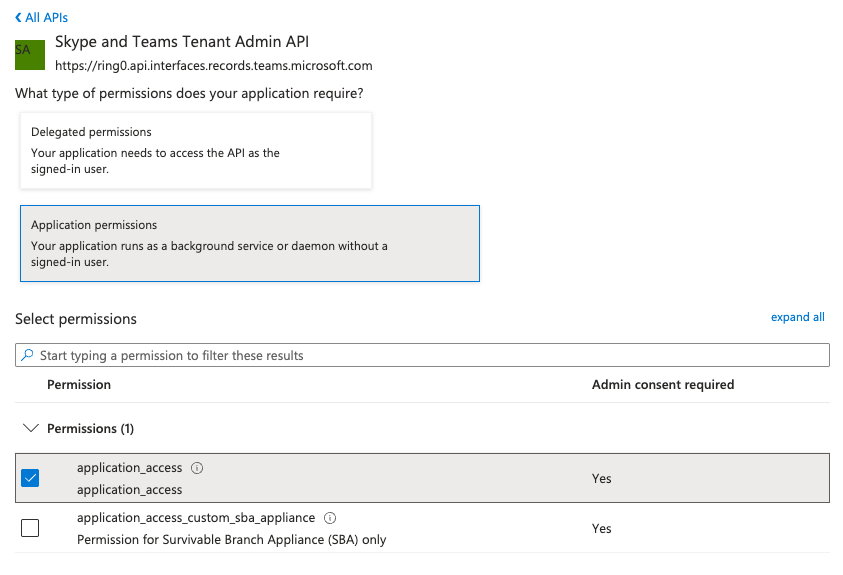 All APIs
SA
Skype and Teams Tenant Admin API
https://ring0.api.interfaces.records.teams.microsoft.com
What type of permissions does your application require?
Delegated permissions
Your application needs to access the API as the
signed-in user.
Application permissions
Your application runs as a background service or daemon without a
signed-in user.
Select permissions
expand all
Start typing a permission to filter these results
Permission
Admin consent required
Permissions (1)
application_access
application_access
Yes
application_access_custom_sba_appliance
Permission for Survivable Branch Appliance (SBA) only
Yes